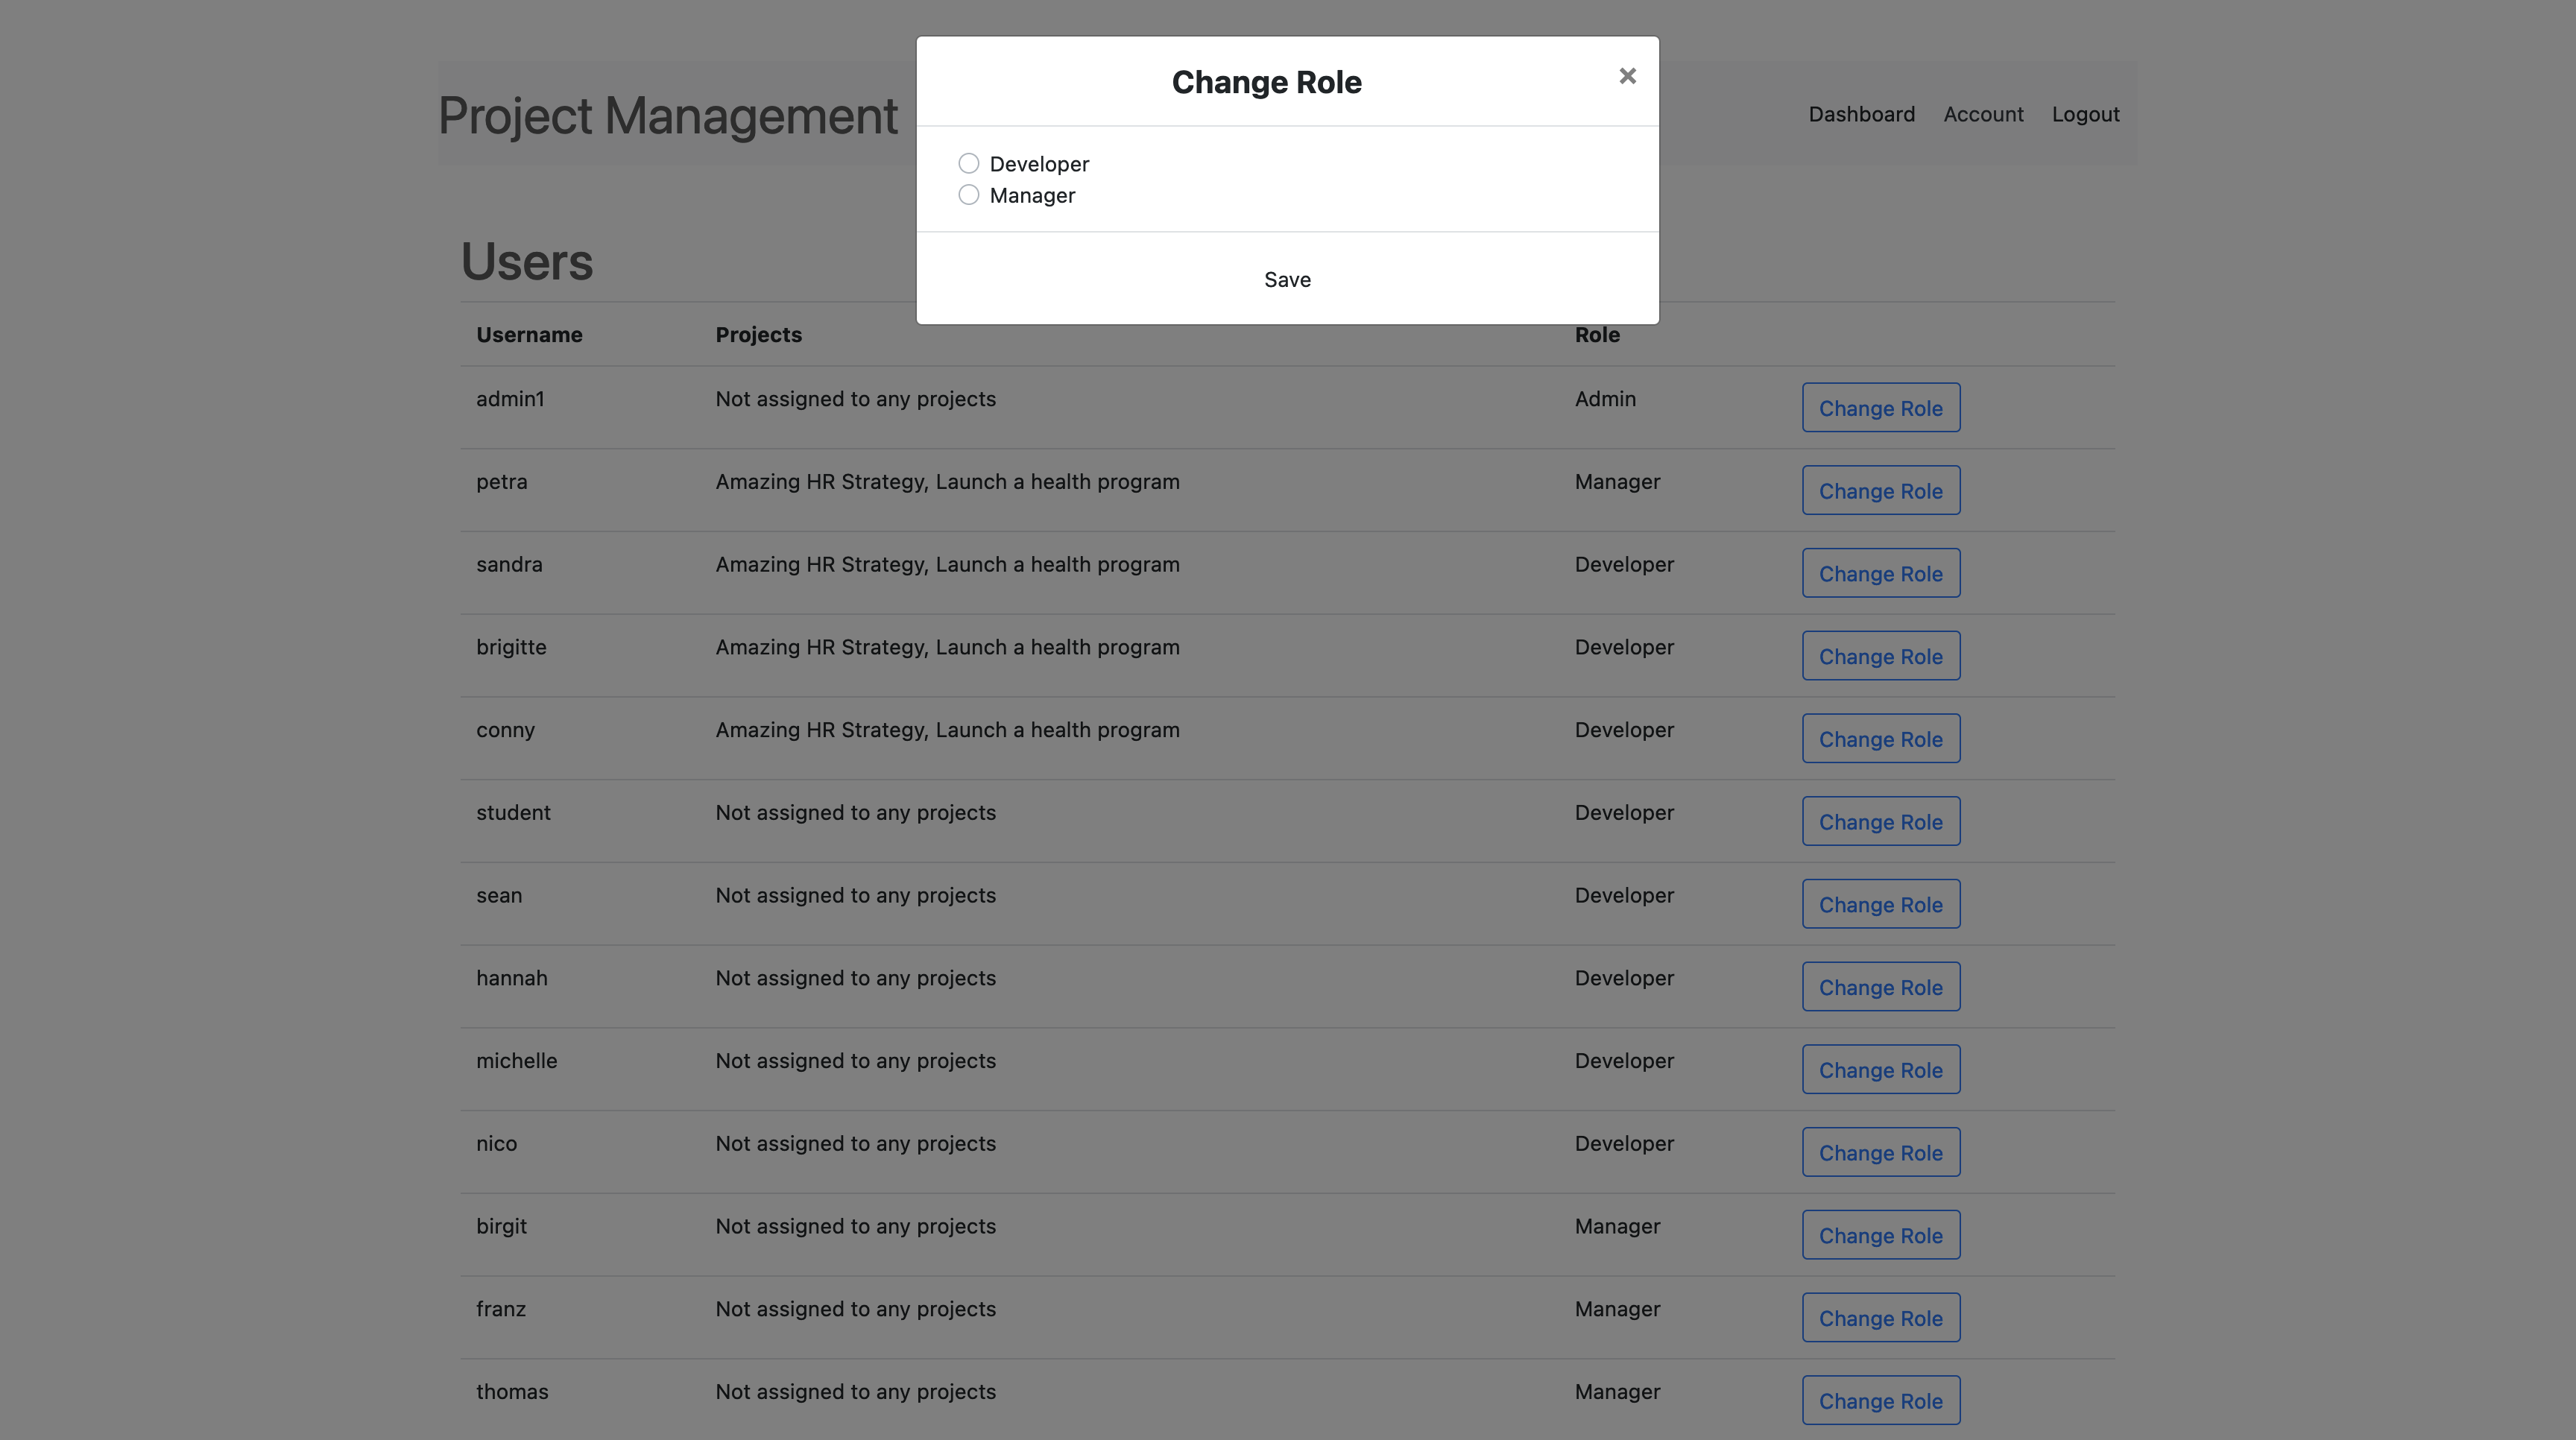 Change Role ×
Project Management Dashboard Account Logout
Developer
Manager
Users
Save
Username Projects Role
admin1 Not assigned to any projects Admin Change Role
petra Amazing HR Strategy, Launch a health program Manager Change Role
sandra Amazing HR Strategy, Launch a health program Developer Change Role
brigitte Amazing HR Strategy, Launch a health program Developer Change Role
conny Amazing HR Strategy, Launch a health program Developer Change Role
student Not assigned to any projects Developer Change Role
sean Not assigned to any projects Developer Change Role
hannah Not assigned to any projects Developer Change Role
michelle Not assigned to any projects Developer Change Role
nico Not assigned to any projects Developer Change Role
birgit Not assigned to any projects Manager Change Role
franz Not assigned to any projects Manager Change Role
thomas Not assigned to any projects Manager Change Role